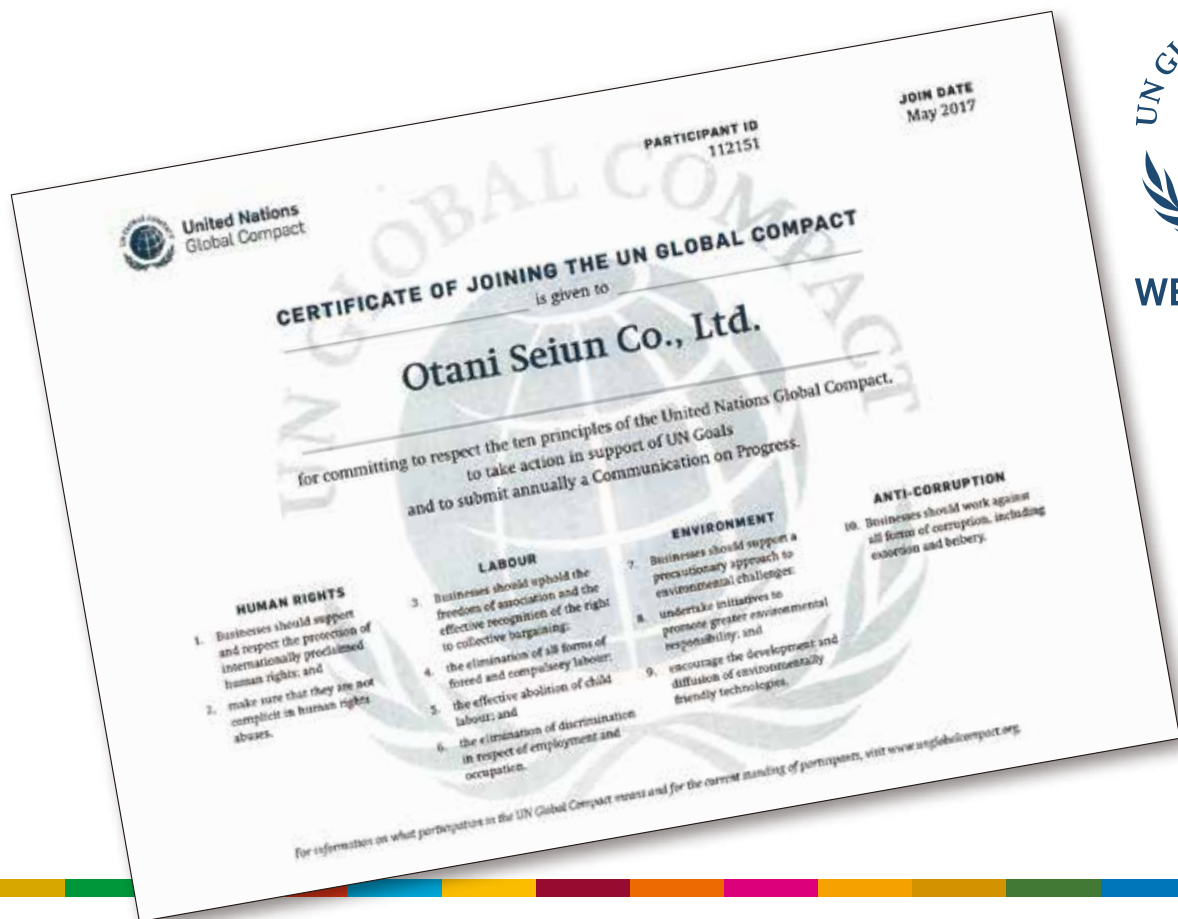 United Nations
Global Compact
PARTICIPANT ID
112151
JOIN DATE
May 2017
UN GLOBAL COMPACT
CERTIFICATE OF JOINING THE UN GLOBAL COMPACT
is given to
Otani Seiun Co., Ltd.
for committing to respect the ten principles of the United Nations Global Compact,
to take action in support of UN Goals
and to submit annually a Communication on Progress.
HUMAN RIGHTS
1. Businesses should support
and respect the protection of
internationally proclaimed
human rights; and
2. make sure that they are not
complicit in human rights
abuses.
LABOUR
3. Businesses should uphold the
freedom of association and the
effective recognition of the right
to collective bargaining;
4. the elimination of all forms of
forced and compulsory labour;
5. the effective abolition of child
labour; and
6. the elimination of discrimination
in respect of employment and
occupation.
ENVIRONMENT
7. Businesses should support a
precautionary approach to
environmental challenges;
8. undertake initiatives to
promote greater environmental
responsibility; and
9. encourage the development and
diffusion of environmentally
friendly technologies.
ANTI-CORRUPTION
10. Businesses should work against
all forms of corruption, including
extortion and bribery.
For information on what participation in the UN Global Compact means and for the current standing of participants, visit www.unglobalcompact.org.
UN
WE